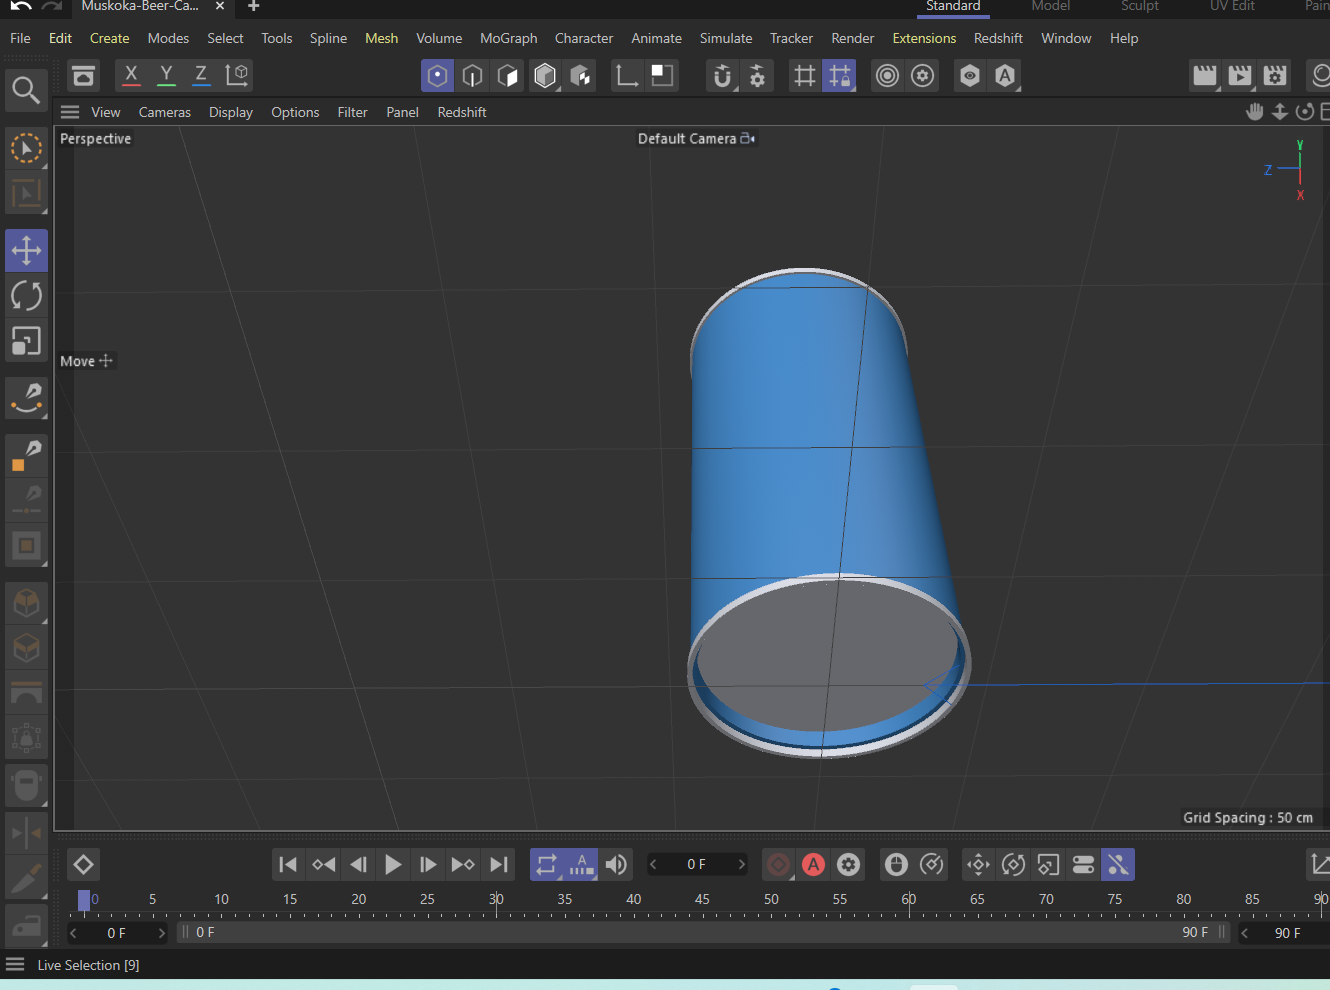 Muskoka-Beer-Ca...
Standard Model Sculpt UV Edit Pain
File Edit Create Modes Select Tools Spline Mesh Volume MoGraph Character Animate Simulate Tracker Render Extensions Redshift Window Help
X Y Z
A
View Cameras Display Options Filter Panel Redshift
Perspective
Default Camera
Y
Z
X
Move
Grid Spacing : 50 cm
A
0 F
A
0 5 10 15 20 25 30 35 40 45 50 55 60 65 70 75 80 85 90
0 F
0 F
90 F
90 F
Live Selection [9]